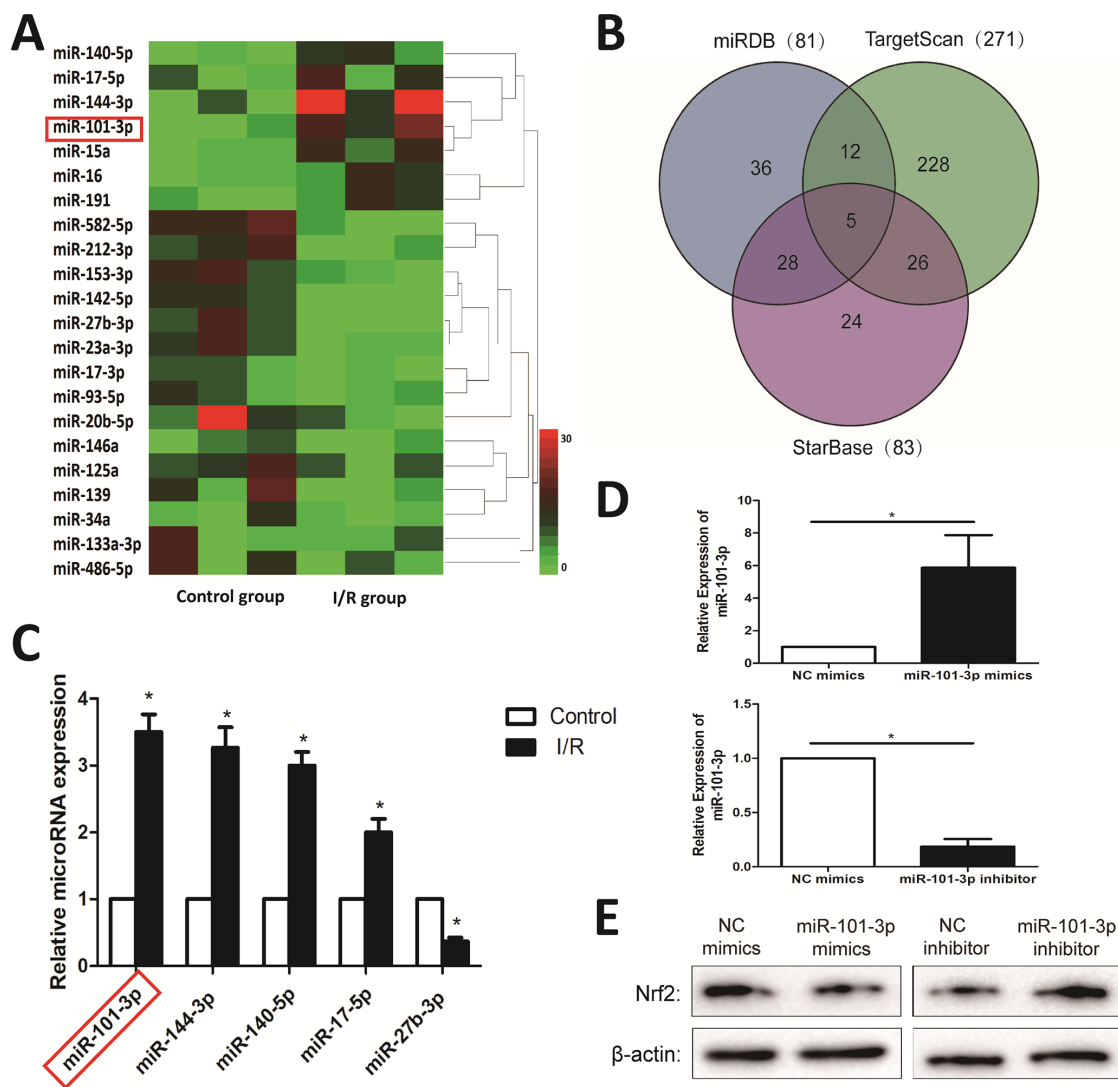 A
miR-140-5p
miR-17-5p
miR-144-3p
miR-101-3p
miR-15a
miR-16
miR-191
miR-582-5p
miR-212-3p
miR-153-3p
miR-142-5p
miR-27b-3p
miR-23a-3p
miR-17-3p
miR-93-5p
miR-20b-5p
miR-146a
miR-125a
miR-139
miR-34a
miR-133a-3p
miR-486-5p
30
0
Control group
I/R group
B
miRDB（81）
TargetScan（271）
36
12
228
5
28
26
24
StarBase（83）
C
Relative microRNA expression
4
3
2
1
0
*
*
*
*
*
Control
I/R
miR-101-3p
miR-144-3p
miR-140-5p
miR-17-5p
miR-27b-3p
D
Relative Expression of
miR-101-3p
10
8
6
4
2
0
*
NC mimics
miR-101-3p mimics
Relative Expression of
miR-101-3p
1.5
1.0
0.5
0.0
*
NC mimics
miR-101-3p inhibitor
E
NC
mimics
miR-101-3p
mimics
NC
inhibitor
miR-101-3p
inhibitor
Nrf2:
β-actin: